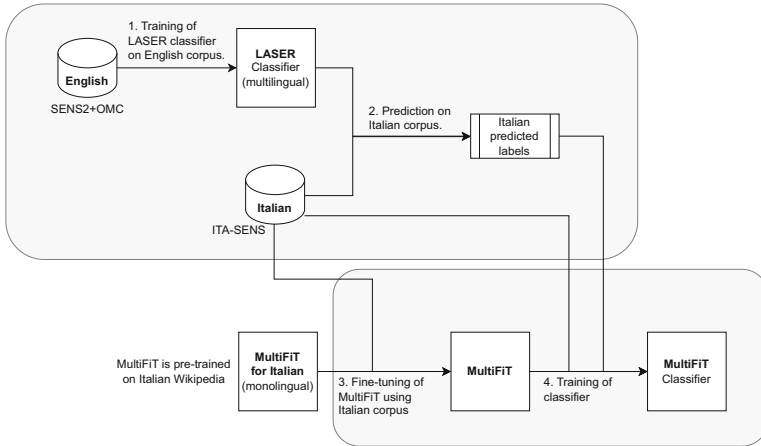 1. Training of
LASER classifier
on English corpus.
English
SENS2+OMC
LASER
Classifier
(multilingual)
2. Prediction on
Italian corpus.
Italian
predicted
labels
Italian
ITA-SENS
MultiFiT is pre-trained
on Italian Wikipedia
MultiFiT
for Italian
(monolingual)
3. Fine-tuning of
MultiFiT using
Italian corpus
MultiFiT
4. Training of
classifier
MultiFiT
Classifier